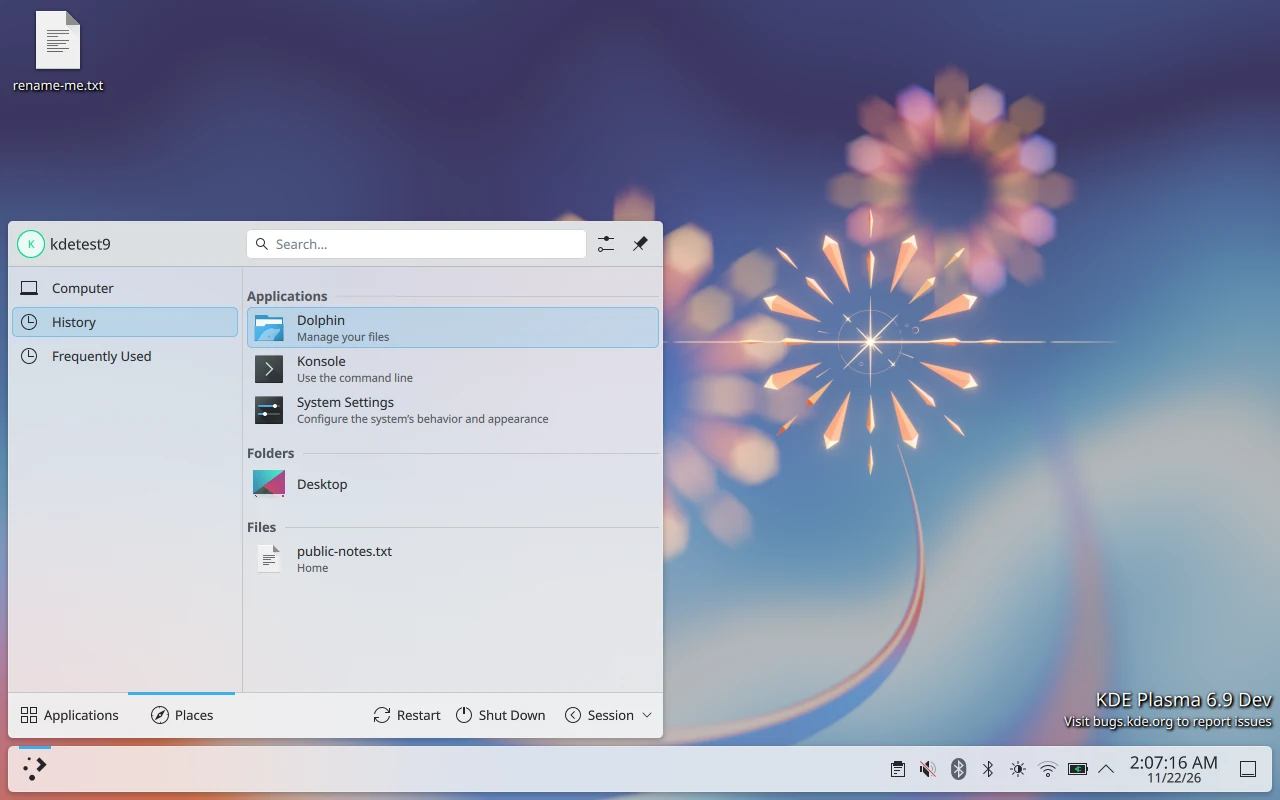 rename-me.txt
K
kdetest9
Search...
Computer
History
Frequently Used
Applications
Dolphin
Manage your files
Konsole
Use the command line
System Settings
Configure the system's behavior and appearance
Folders
Desktop
Files
public-notes.txt
Home
Applications
Places
Restart
Shut Down
Session
KDE Plasma 6.9 Dev
Visit bugs.kde.org to report issues
2:07:16 AM
11/22/26